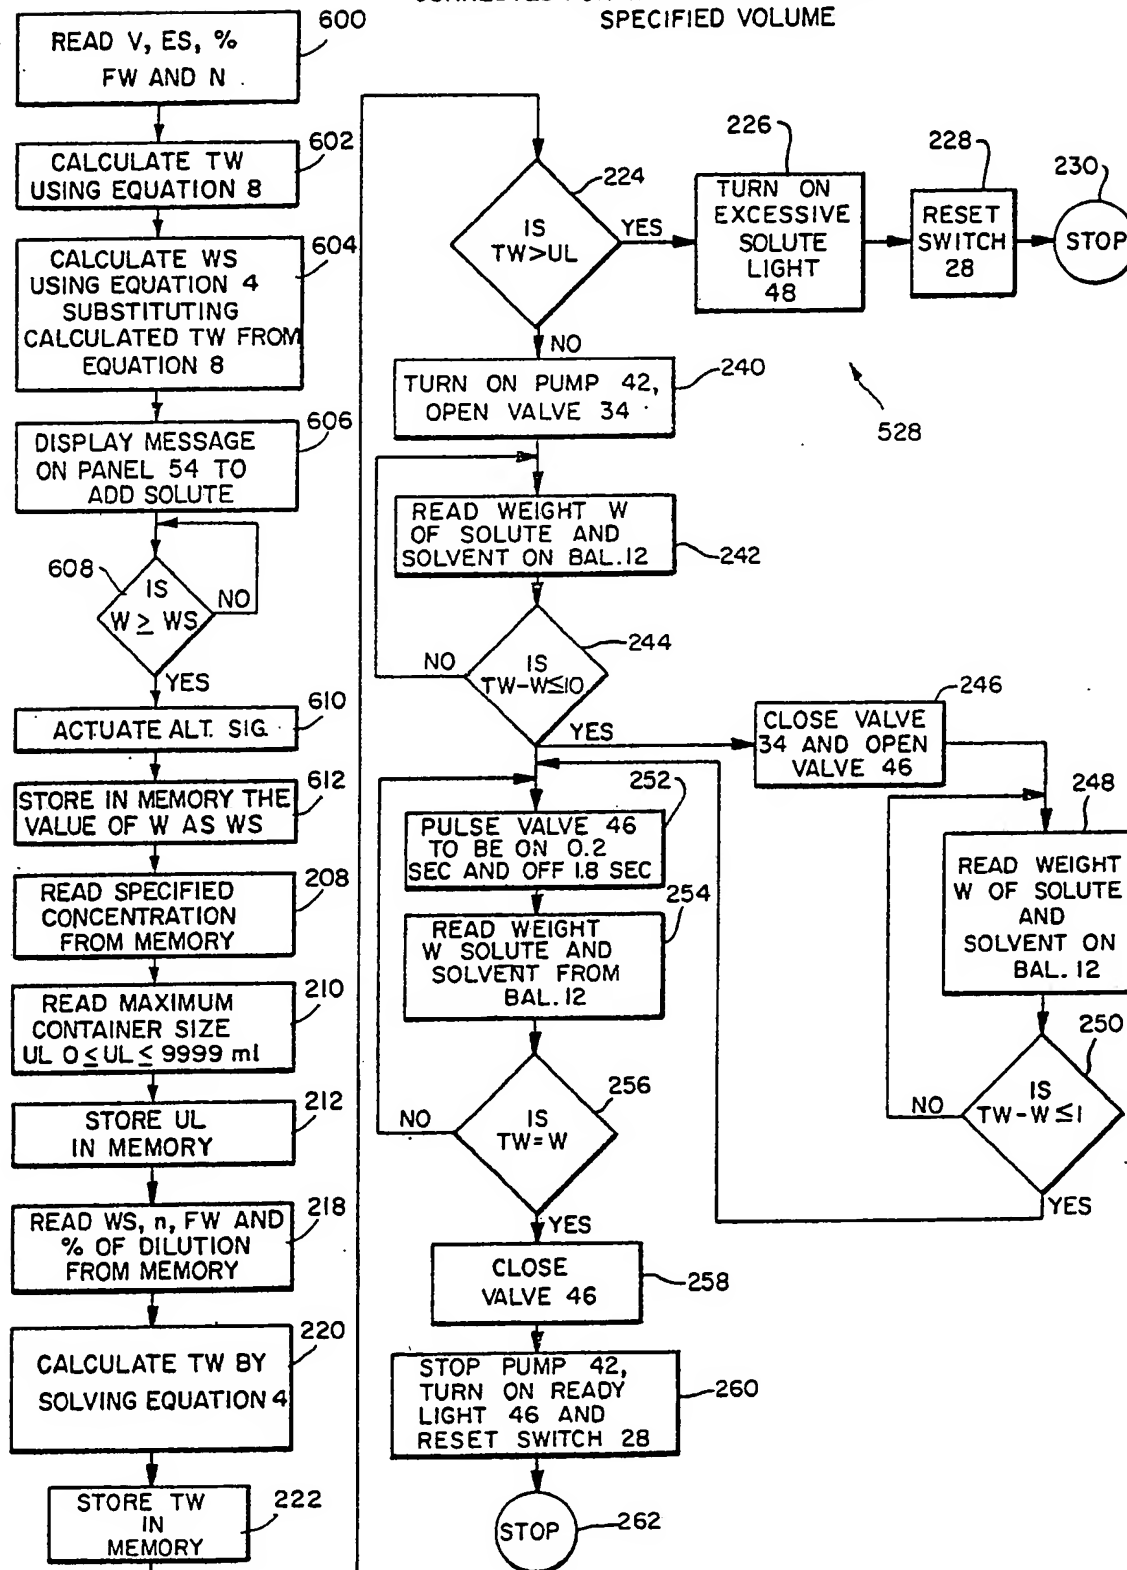 SPECIFIED VOLUME
600
READ V, ES, %
FW AND N
602
CALCULATE TW
USING EQUATION 8
604
CALCULATE WS
USING EQUATION 4
SUBSTITUTING
CALCULATED TW FROM
EQUATION 8
606
DISPLAY MESSAGE
ON PANEL 54 TO
ADD SOLUTE
608
IS
W ≥ WS
NO
YES
610
ACTUATE ALT. SIG.
612
STORE IN MEMORY THE
VALUE OF W AS WS
208
READ SPECIFIED
CONCENTRATION
FROM MEMORY
210
READ MAXIMUM
CONTAINER SIZE
UL 0 ≤ UL ≤ 9999 ml
212
STORE UL
IN MEMORY
218
READ WS, n, FW AND
% OF DILUTION
FROM MEMORY
220
CALCULATE TW BY
SOLVING EQUATION 4
222
STORE TW
IN
MEMORY
224
IS
TW>UL
YES
NO
226
TURN ON
EXCESSIVE
SOLUTE
LIGHT
48
228
RESET
SWITCH
28
230
STOP
528
240
TURN ON PUMP 42,
OPEN VALVE 34
242
READ WEIGHT W
OF SOLUTE AND
SOLVENT ON BAL. 12
244
IS
TW-W≤10
NO
YES
246
CLOSE VALVE
34 AND OPEN
VALVE 46
248
READ WEIGHT
W OF SOLUTE
AND
SOLVENT ON
BAL. 12
250
IS
TW-W≤1
NO
YES
252
PULSE VALVE 46
TO BE ON 0.2
SEC AND OFF 1.8 SEC
254
READ WEIGHT
W SOLUTE AND
SOLVENT FROM
BAL. 12
256
IS
TW=W
NO
YES
258
CLOSE
VALVE 46
260
STOP PUMP 42,
TURN ON READY
LIGHT 46 AND
RESET SWITCH 28
262
STOP